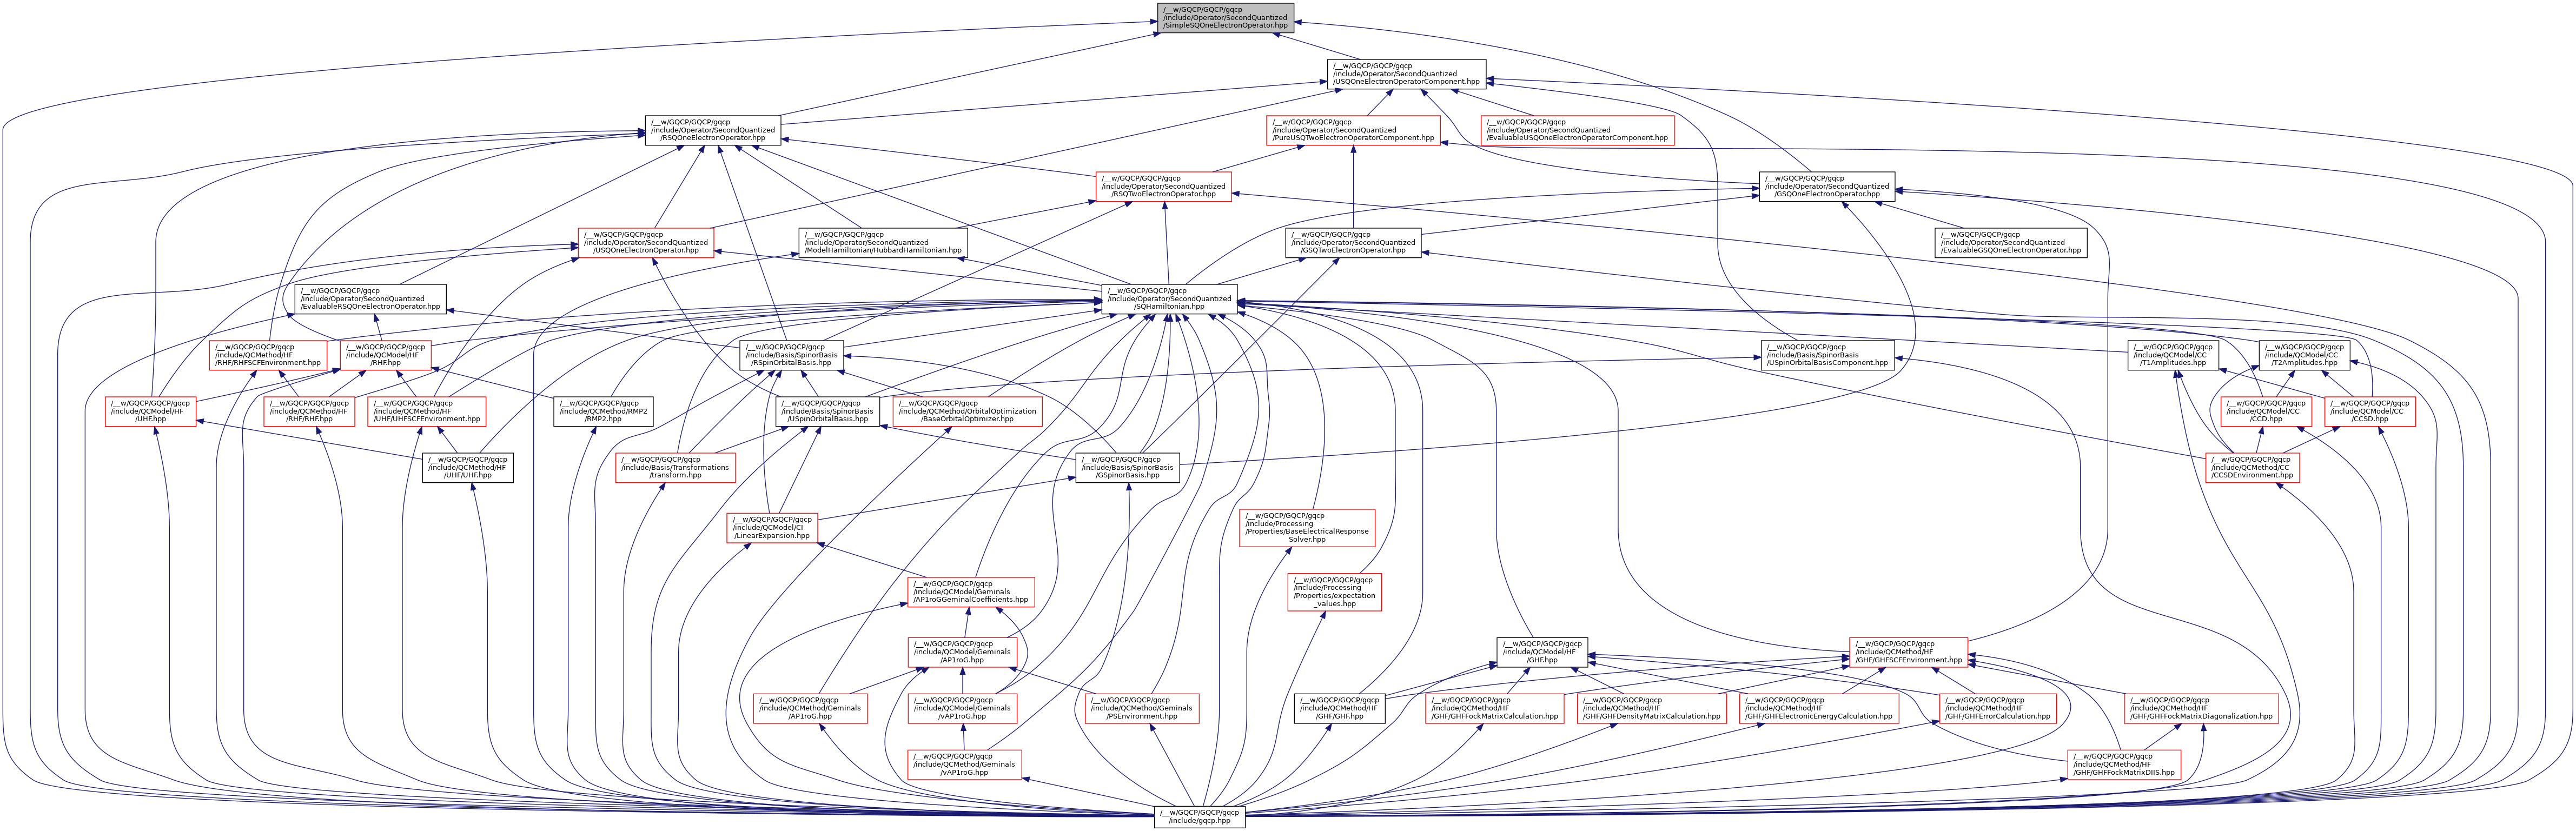 /__w/GQCP/GQCP/gqcp
/include/Operator/SecondQuantized
/SimpleSQOneElectronOperator.hpp
/__w/GQCP/GQCP/gqcp
/include/Operator/SecondQuantized
/USQOneElectronOperatorComponent.hpp
/__w/GQCP/GQCP/gqcp
/include/Operator/SecondQuantized
/RSQOneElectronOperator.hpp
/__w/GQCP/GQCP/gqcp
/include/Operator/SecondQuantized
/PureUSQTwoElectronOperatorComponent.hpp
/__w/GQCP/GQCP/gqcp
/include/Operator/SecondQuantized
/EvaluableUSQOneElectronOperatorComponent.hpp
/__w/GQCP/GQCP/gqcp
/include/Operator/SecondQuantized
/RSQTwoElectronOperator.hpp
/__w/GQCP/GQCP/gqcp
/include/Operator/SecondQuantized
/GSQOneElectronOperator.hpp
/__w/GQCP/GQCP/gqcp
/include/Operator/SecondQuantized
/USQOneElectronOperator.hpp
/__w/GQCP/GQCP/gqcp
/include/Operator/SecondQuantized
/ModelHamiltonian/HubbardHamiltonian.hpp
/__w/GQCP/GQCP/gqcp
/include/Operator/SecondQuantized
/GSQTwoElectronOperator.hpp
/__w/GQCP/GQCP/gqcp
/include/Operator/SecondQuantized
/EvaluableGSQOneElectronOperator.hpp
/__w/GQCP/GQCP/gqcp
/include/Operator/SecondQuantized
/EvaluableRSQOneElectronOperator.hpp
/__w/GQCP/GQCP/gqcp
/include/Operator/SecondQuantized
/SQHamiltonian.hpp
/__w/GQCP/GQCP/gqcp
/include/QCMethod/HF
/RHF/RHFSCFEnvironment.hpp
/__w/GQCP/GQCP/gqcp
/include/QCModel/HF
/RHF.hpp
/__w/GQCP/GQCP/gqcp
/include/Basis/SpinorBasis
/RSpinOrbitalBasis.hpp
/__w/GQCP/GQCP/gqcp
/include/Basis/SpinorBasis
/USpinOrbitalBasisComponent.hpp
/__w/GQCP/GQCP/gqcp
/include/QCModel/CC
/T1Amplitudes.hpp
/__w/GQCP/GQCP/gqcp
/include/QCModel/CC
/T2Amplitudes.hpp
/__w/GQCP/GQCP/gqcp
/include/QCModel/HF
/UHF.hpp
/__w/GQCP/GQCP/gqcp
/include/QCMethod/HF
/RHF/RHF.hpp
/__w/GQCP/GQCP/gqcp
/include/QCMethod/HF
/UHF/UHFSCFEnvironment.hpp
/__w/GQCP/GQCP/gqcp
/include/QCMethod/RMP2
/RMP2.hpp
/__w/GQCP/GQCP/gqcp
/include/Basis/SpinorBasis
/USpinOrbitalBasis.hpp
/__w/GQCP/GQCP/gqcp
/include/QCMethod/OrbitalOptimization
/BaseOrbitalOptimizer.hpp
/__w/GQCP/GQCP/gqcp
/include/QCModel/CC
/CCD.hpp
/__w/GQCP/GQCP/gqcp
/include/QCModel/CC
/CCSD.hpp
/__w/GQCP/GQCP/gqcp
/include/QCMethod/HF
/UHF/UHF.hpp
/__w/GQCP/GQCP/gqcp
/include/Basis/Transformations
/transform.hpp
/__w/GQCP/GQCP/gqcp
/include/Basis/SpinorBasis
/GSpinorBasis.hpp
/__w/GQCP/GQCP/gqcp
/include/QCMethod/CC
/CCSDEnvironment.hpp
/__w/GQCP/GQCP/gqcp
/include/QCModel/CI
/LinearExpansion.hpp
/__w/GQCP/GQCP/gqcp
/include/Processing
/Properties/BaseElectricalResponse
Solver.hpp
/__w/GQCP/GQCP/gqcp
/include/QCModel/Geminals
/AP1roGGeminalCoefficients.hpp
/__w/GQCP/GQCP/gqcp
/include/Processing
/Properties/expectation
_values.hpp
/__w/GQCP/GQCP/gqcp
/include/QCModel/Geminals
/AP1roG.hpp
/__w/GQCP/GQCP/gqcp
/include/QCModel/HF
/GHF.hpp
/__w/GQCP/GQCP/gqcp
/include/QCMethod/HF
/GHF/GHFSCFEnvironment.hpp
/__w/GQCP/GQCP/gqcp
/include/QCMethod/Geminals
/AP1roG.hpp
/__w/GQCP/GQCP/gqcp
/include/QCModel/Geminals
/vAP1roG.hpp
/__w/GQCP/GQCP/gqcp
/include/QCMethod/Geminals
/PSEnvironment.hpp
/__w/GQCP/GQCP/gqcp
/include/QCMethod/HF
/GHF/GHF.hpp
/__w/GQCP/GQCP/gqcp
/include/QCMethod/HF
/GHF/GHFFockMatrixCalculation.hpp
/__w/GQCP/GQCP/gqcp
/include/QCMethod/HF
/GHF/GHFDensityMatrixCalculation.hpp
/__w/GQCP/GQCP/gqcp
/include/QCMethod/HF
/GHF/GHFElectronicEnergyCalculation.hpp
/__w/GQCP/GQCP/gqcp
/include/QCMethod/HF
/GHF/GHFErrorCalculation.hpp
/__w/GQCP/GQCP/gqcp
/include/QCMethod/HF
/GHF/GHFFockMatrixDiagonalization.hpp
/__w/GQCP/GQCP/gqcp
/include/QCMethod/Geminals
/vAP1roG.hpp
/__w/GQCP/GQCP/gqcp
/include/QCMethod/HF
/GHF/GHFFockMatrixDIIS.hpp
/__w/GQCP/GQCP/gqcp
/include/gqcp.hpp